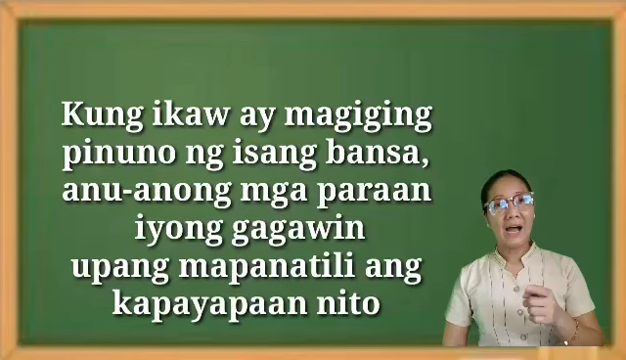 Kung ikaw ay magiging
pinuno ng isang bansa,
anu-anong mga paraan
iyong gagawin
upang mapanatili ang
kapayapaan nito